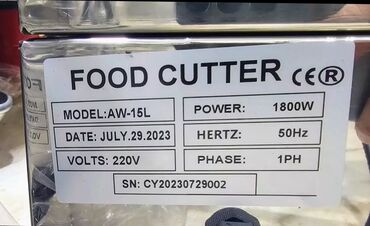 FOOD CUTTER CE®
MODEL:AW-15L POWER: 1800W
DATE: JULY.29.2023 HERTZ: 50Hz
VOLTS: 220V PHASE: 1PH
SN: CY20230729002